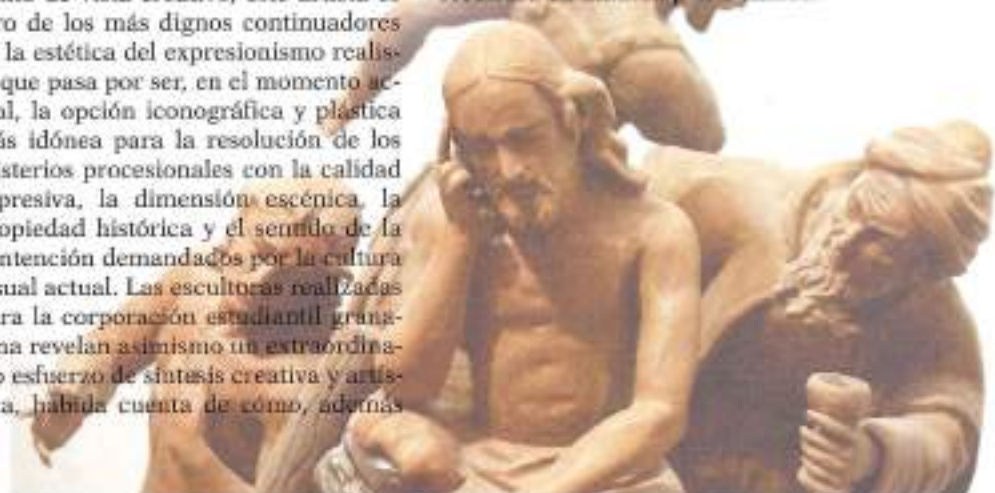 ro de los más dignos continuadores
la estética del expresionismo realis-
que pasa por ser, en el momento ac-
al, la opción iconográfica y plástica
ás idónea para la resolución de los
isterios procesionales con la calidad
presiva, la dimensión escénica, la
opiedad histórica y el sentido de la
ntención demandados por la cultura
sual actual. Las esculturas realizadas
ra la corporación estudiantil grana-
na revelan asimismo un extraordina-
o esfuerzo de síntesis creativa y artís-
a, habida cuenta de cómo, además